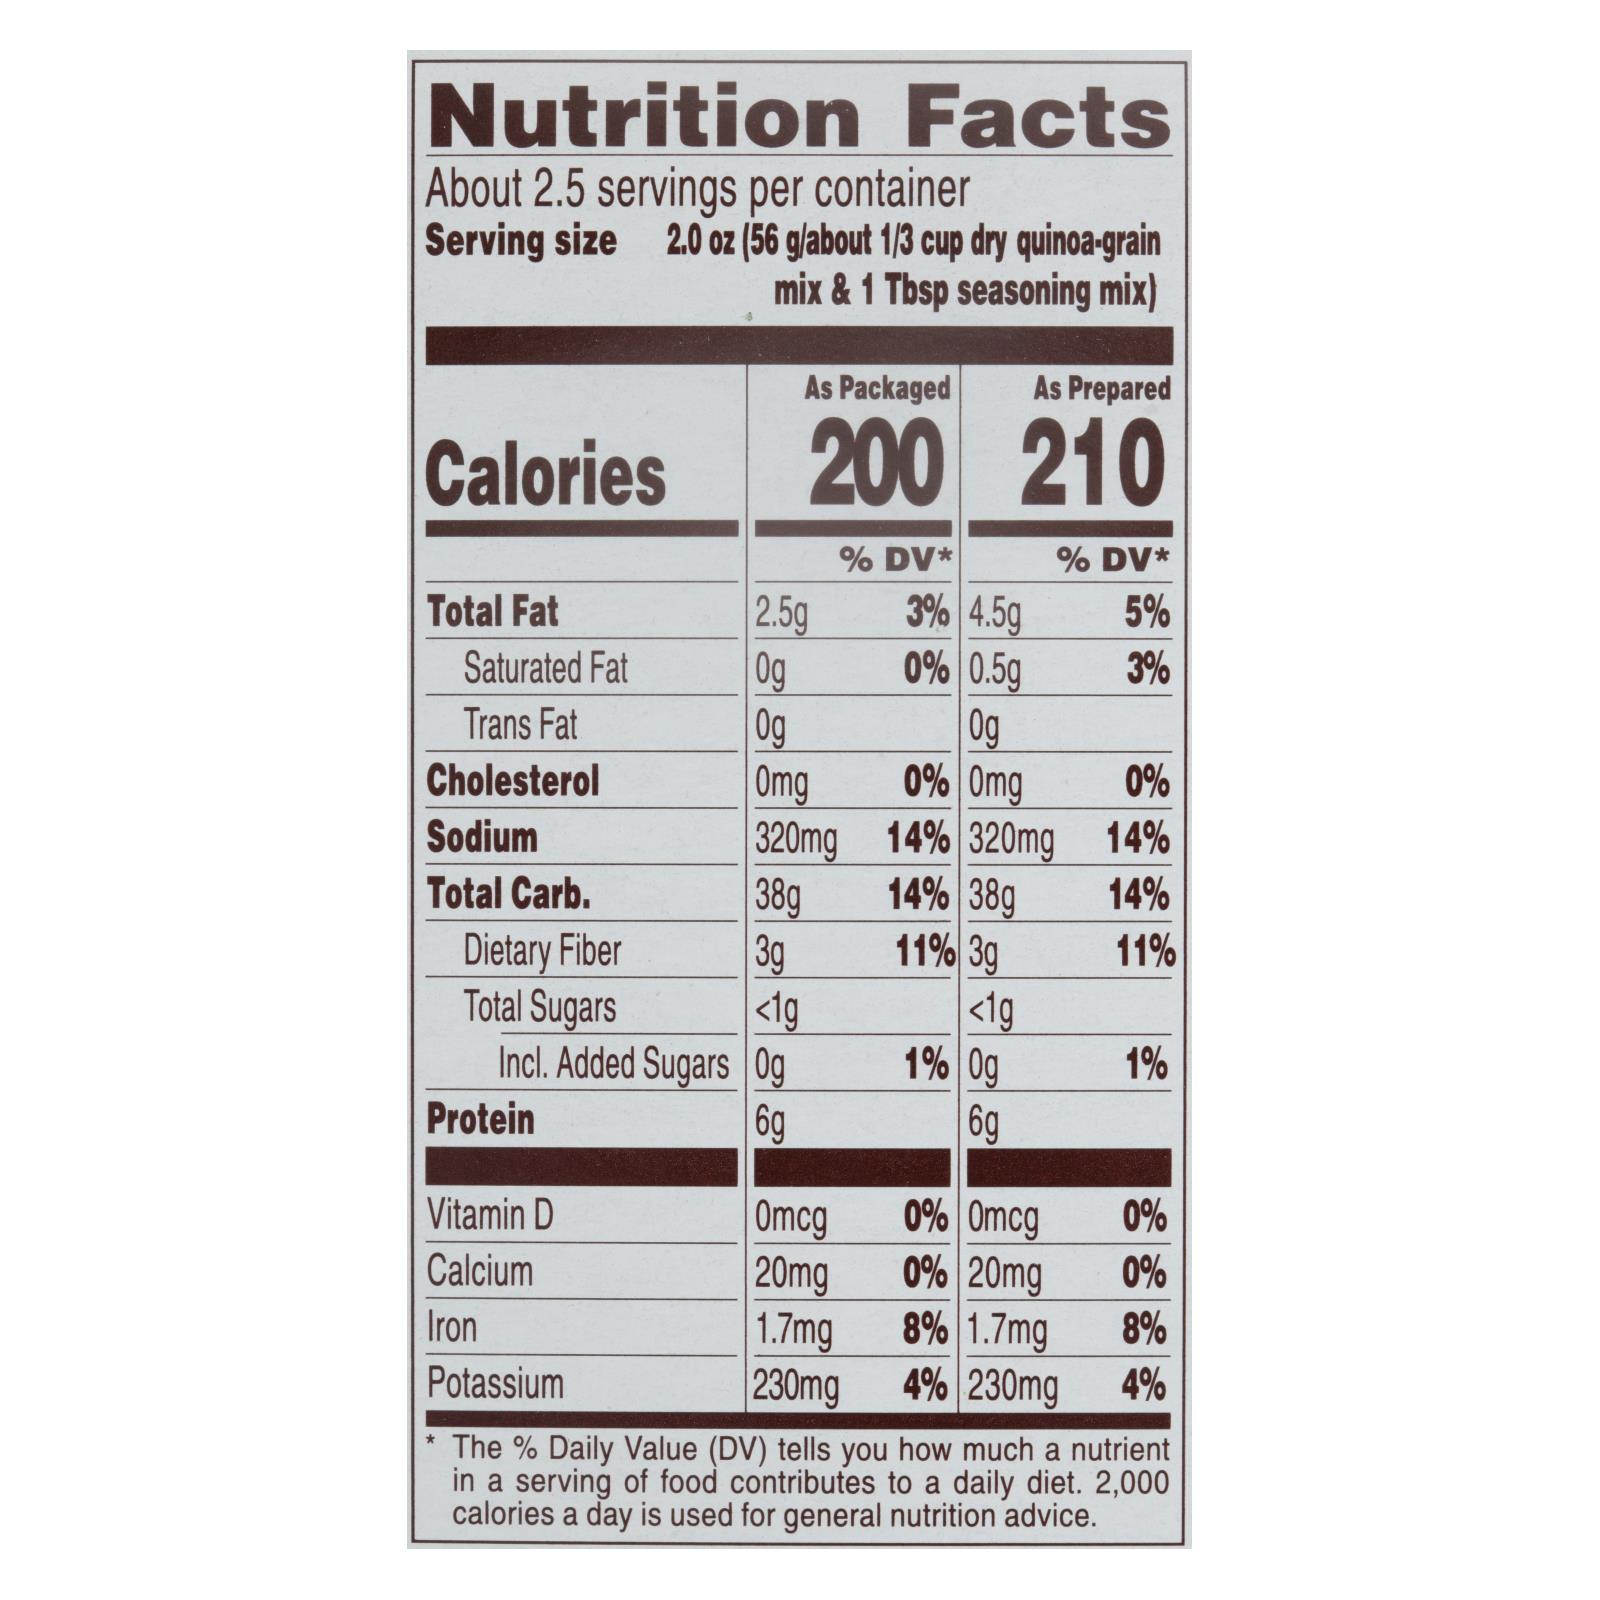 Nutrition Facts
About 2.5 servings per container
Serving size 2.0 oz (56 g/about 1/3 cup dry quinoa-grain
mix & 1 Tbsp seasoning mix)
As Packaged As Prepared
Calories 200 210
% DV* % DV*
Total Fat 2.5g 3% 4.5g 5%
Saturated Fat 0g 0% 0.5g 3%
Trans Fat 0g 0g
Cholesterol 0mg 0% 0mg 0%
Sodium 320mg 14% 320mg 14%
Total Carb. 38g 14% 38g 14%
Dietary Fiber 3g 11% 3g 11%
Total Sugars <1g <1g
Incl. Added Sugars 0g 1% 0g 1%
Protein 6g 6g
Vitamin D 0mcg 0% 0mcg 0%
Calcium 20mg 0% 20mg 0%
Iron 1.7mg 8% 1.7mg 8%
Potassium 230mg 4% 230mg 4%
* The % Daily Value (DV) tells you how much a nutrient
in a serving of food contributes to a daily diet. 2,000
calories a day is used for general nutrition advice.